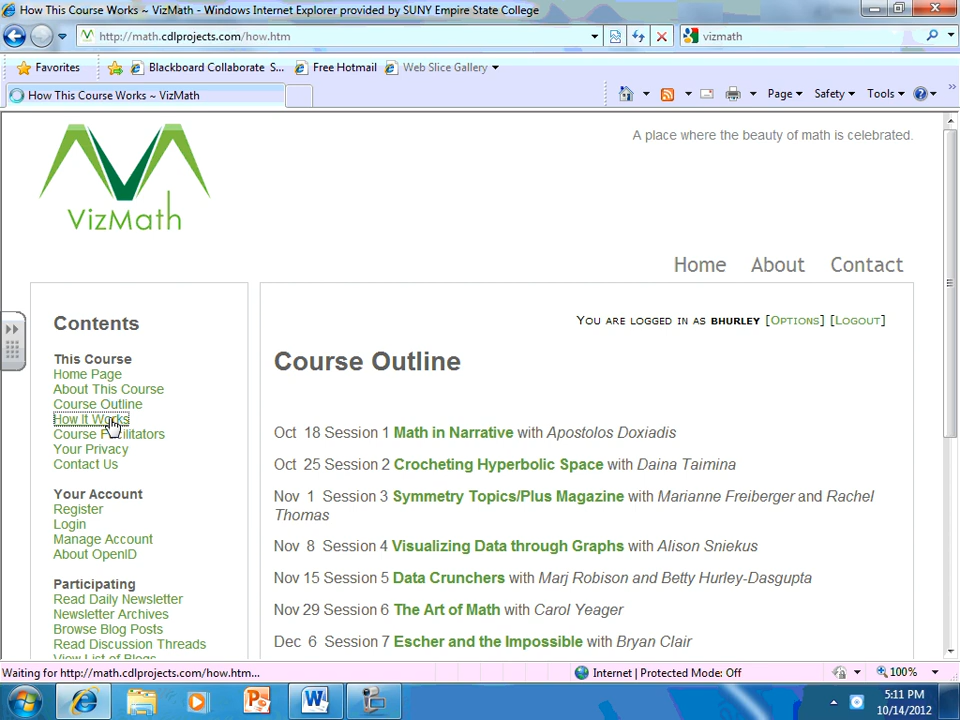 How This Course Works ~ VizMath - Windows Internet Explorer provided by SUNY Empire State College
http://math.cdlprojects.com/how.htm
vizmath
Favorites
Blackboard Collaborate S...
Free Hotmail
Web Slice Gallery
How This Course Works ~ VizMath
Page
Safety
Tools
VizMath
A place where the beauty of math is celebrated.
Home
About
Contact
Contents
This Course
Home Page
About This Course
Course Outline
How It Works
Course Facilitators
Your Privacy
Contact Us
Your Account
Register
Login
Manage Account
About OpenID
Participating
Read Daily Newsletter
Newsletter Archives
Browse Blog Posts
Read Discussion Threads
View List of Blogs
YOU ARE LOGGED IN AS BHURLEY [OPTIONS] [LOGOUT]
Course Outline
Oct 18 Session 1 Math in Narrative with Apostolos Doxiadis
Oct 25 Session 2 Crocheting Hyperbolic Space with Daina Taimina
Nov 1 Session 3 Symmetry Topics/Plus Magazine with Marianne Freiberger and Rachel
Thomas
Nov 8 Session 4 Visualizing Data through Graphs with Alison Sniekus
Nov 15 Session 5 Data Crunchers with Marj Robison and Betty Hurley-Dasgupta
Nov 29 Session 6 The Art of Math with Carol Yeager
Dec 6 Session 7 Escher and the Impossible with Bryan Clair
Waiting for http://math.cdlprojects.com/how.htm...
Internet | Protected Mode: Off
100%
5:11 PM
10/14/2012